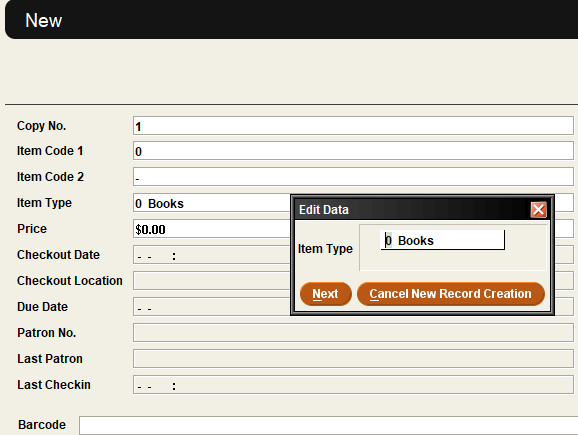 New
Copy No. 1
Item Code 1 0
Item Code 2 -
Item Type 0 Books
Price $0.00
Checkout Date - - :
Checkout Location
Due Date - -
Patron No.
Last Patron
Last Checkin - - :
Barcode
Edit Data
Item Type 0 Books
Next Cancel New Record Creation